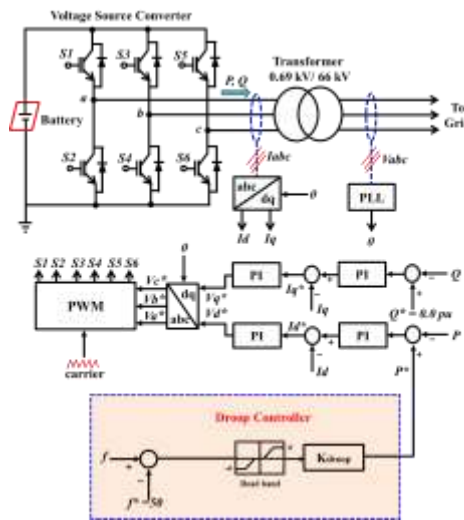 Voltage Source Converter
S1
S3
S5
Transformer
0.69 kV/ 66 kV
P, Q
a
b
c
Battery
To
Gri
S2
S4
S6
Iabc
Vabc
abc
dq
θ
PLL
Id
Iq
θ
S1 S2 S3 S4 S5 S6
θ
PWM
Vc*
Vb*
Va*
dq
abc
Vq*
Vd*
PI
Iq*
+
−
Iq
PI
−
Q
+
Q* = 0.0 pu
PI
Id*
+
−
Id
PI
−
P
+
P*
carrier
Droop Controller
f
+
−
f* =50
Dead band
Kdroop